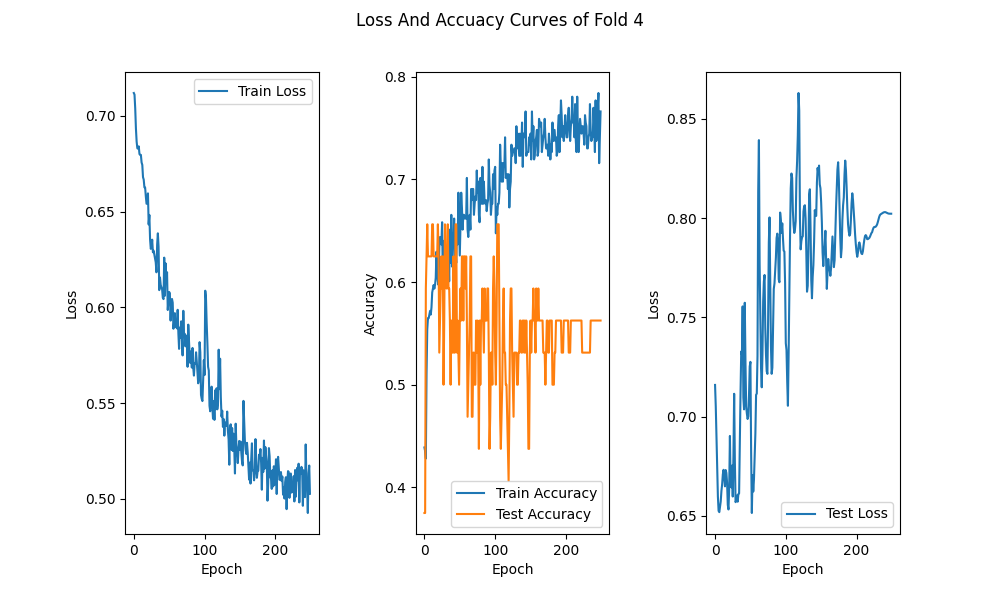 Loss And Accuacy Curves of Fold 4
Train Loss
0.70
0.65
0.60
0.55
0.50
Loss
0 100 200
Epoch
0.8
0.7
0.6
0.5
0.4
Accuracy
Train Accuracy
Test Accuracy
0 100 200
Epoch
0.85
0.80
0.75
0.70
0.65
Loss
Test Loss
0 100 200
Epoch